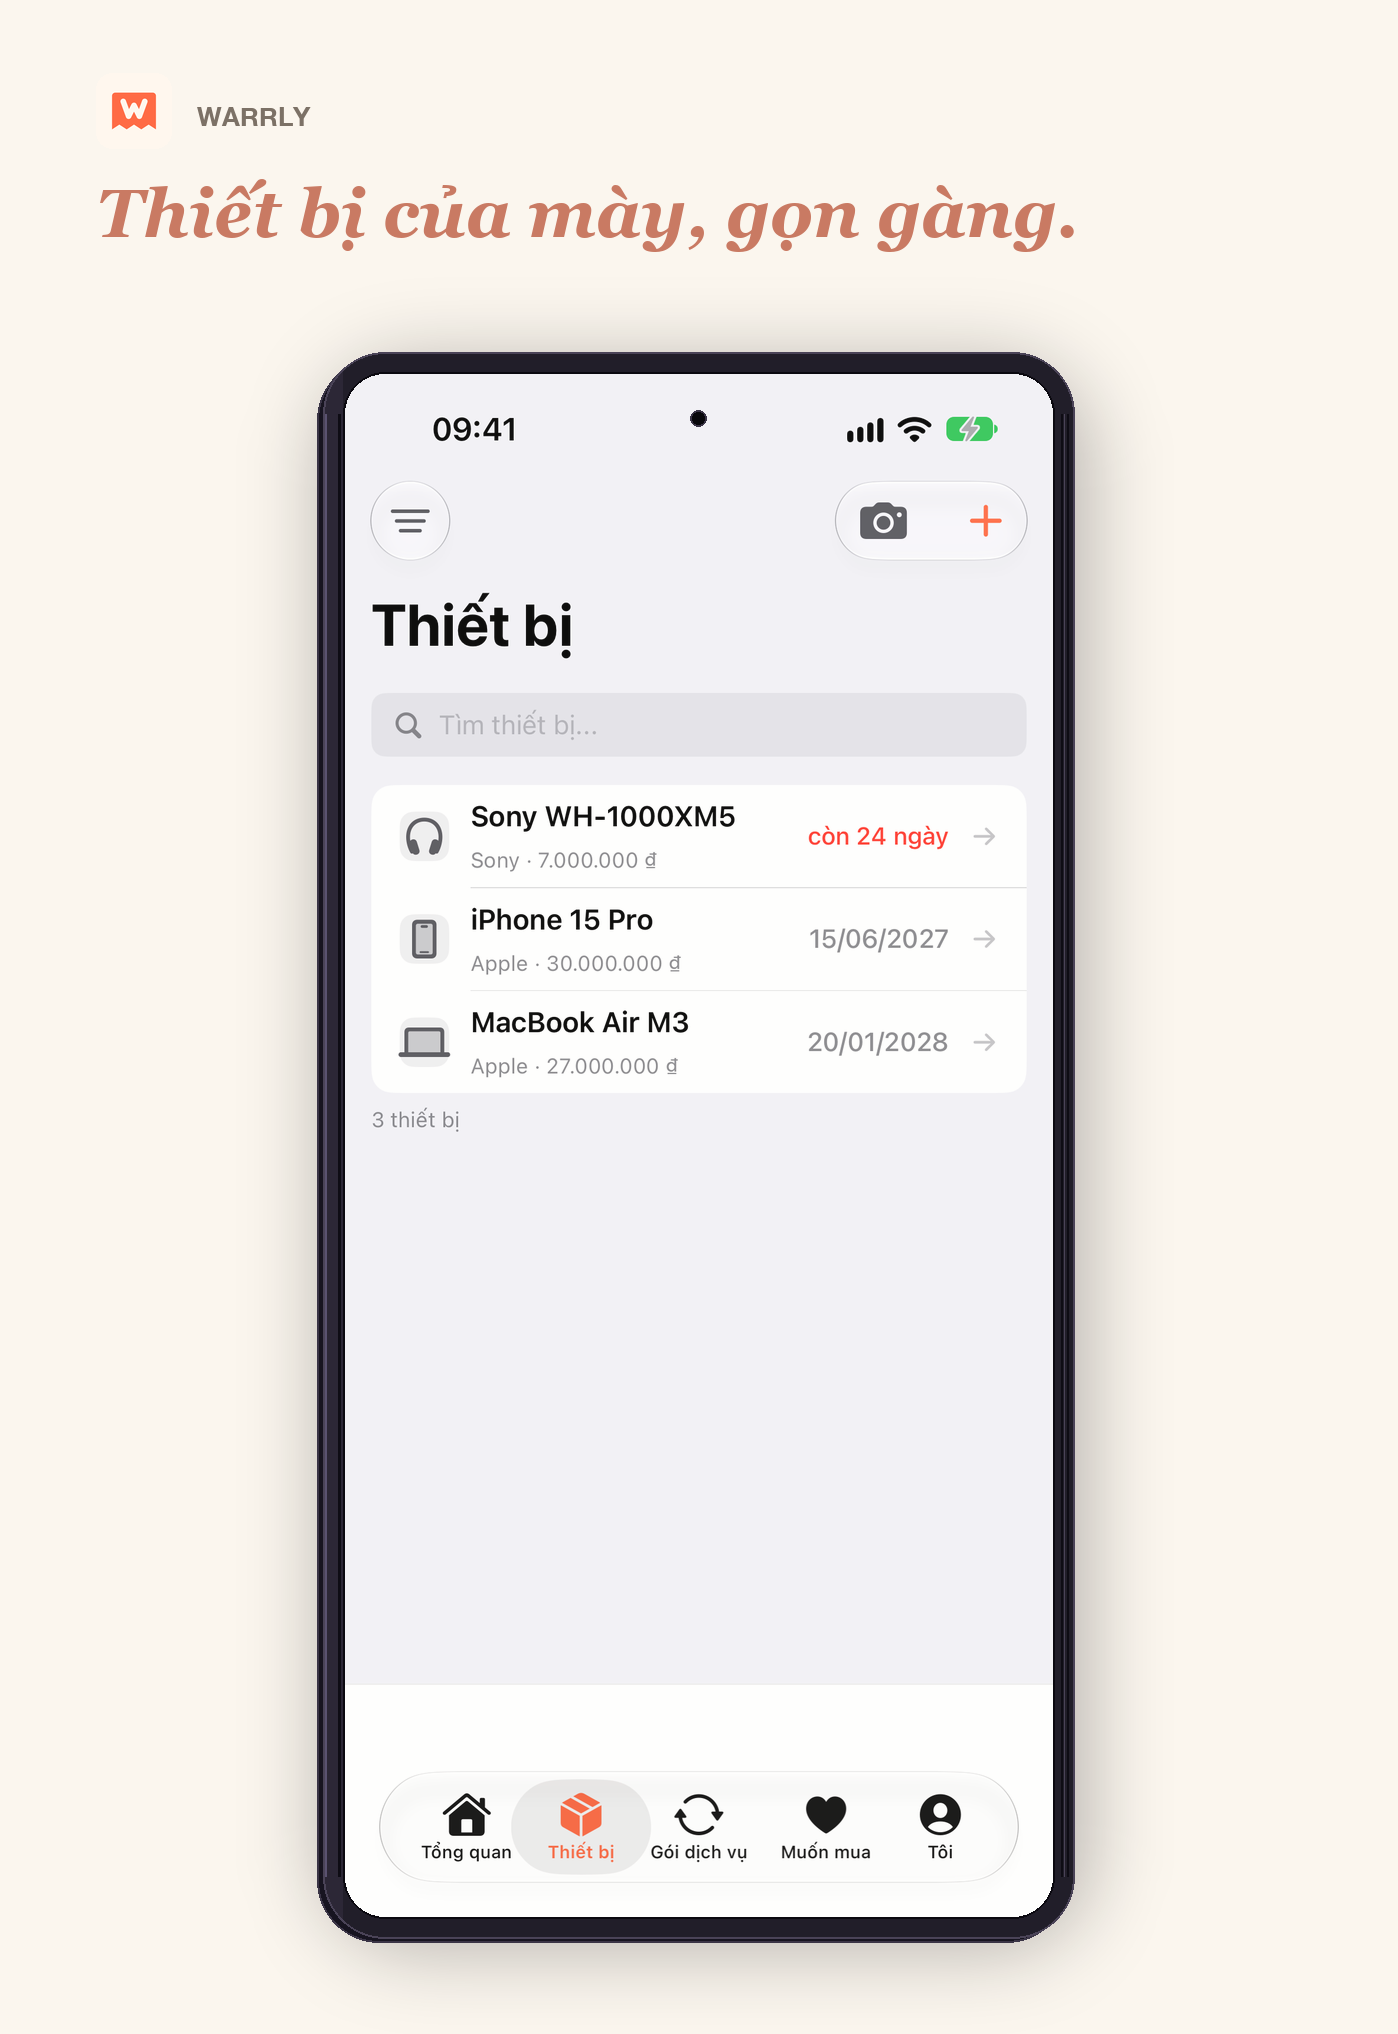 W
WARRLY
Thiết bị của mày, gọn gàng.
09:41
Thiết bị
Tìm thiết bị...
Sony WH-1000XM5
Sony · 7.000.000 ₫
còn 24 ngày
iPhone 15 Pro
Apple · 30.000.000 ₫
15/06/2027
MacBook Air M3
Apple · 27.000.000 ₫
20/01/2028
3 thiết bị
Tổng quan
Thiết bị
Gói dịch vụ
Muốn mua
Tôi